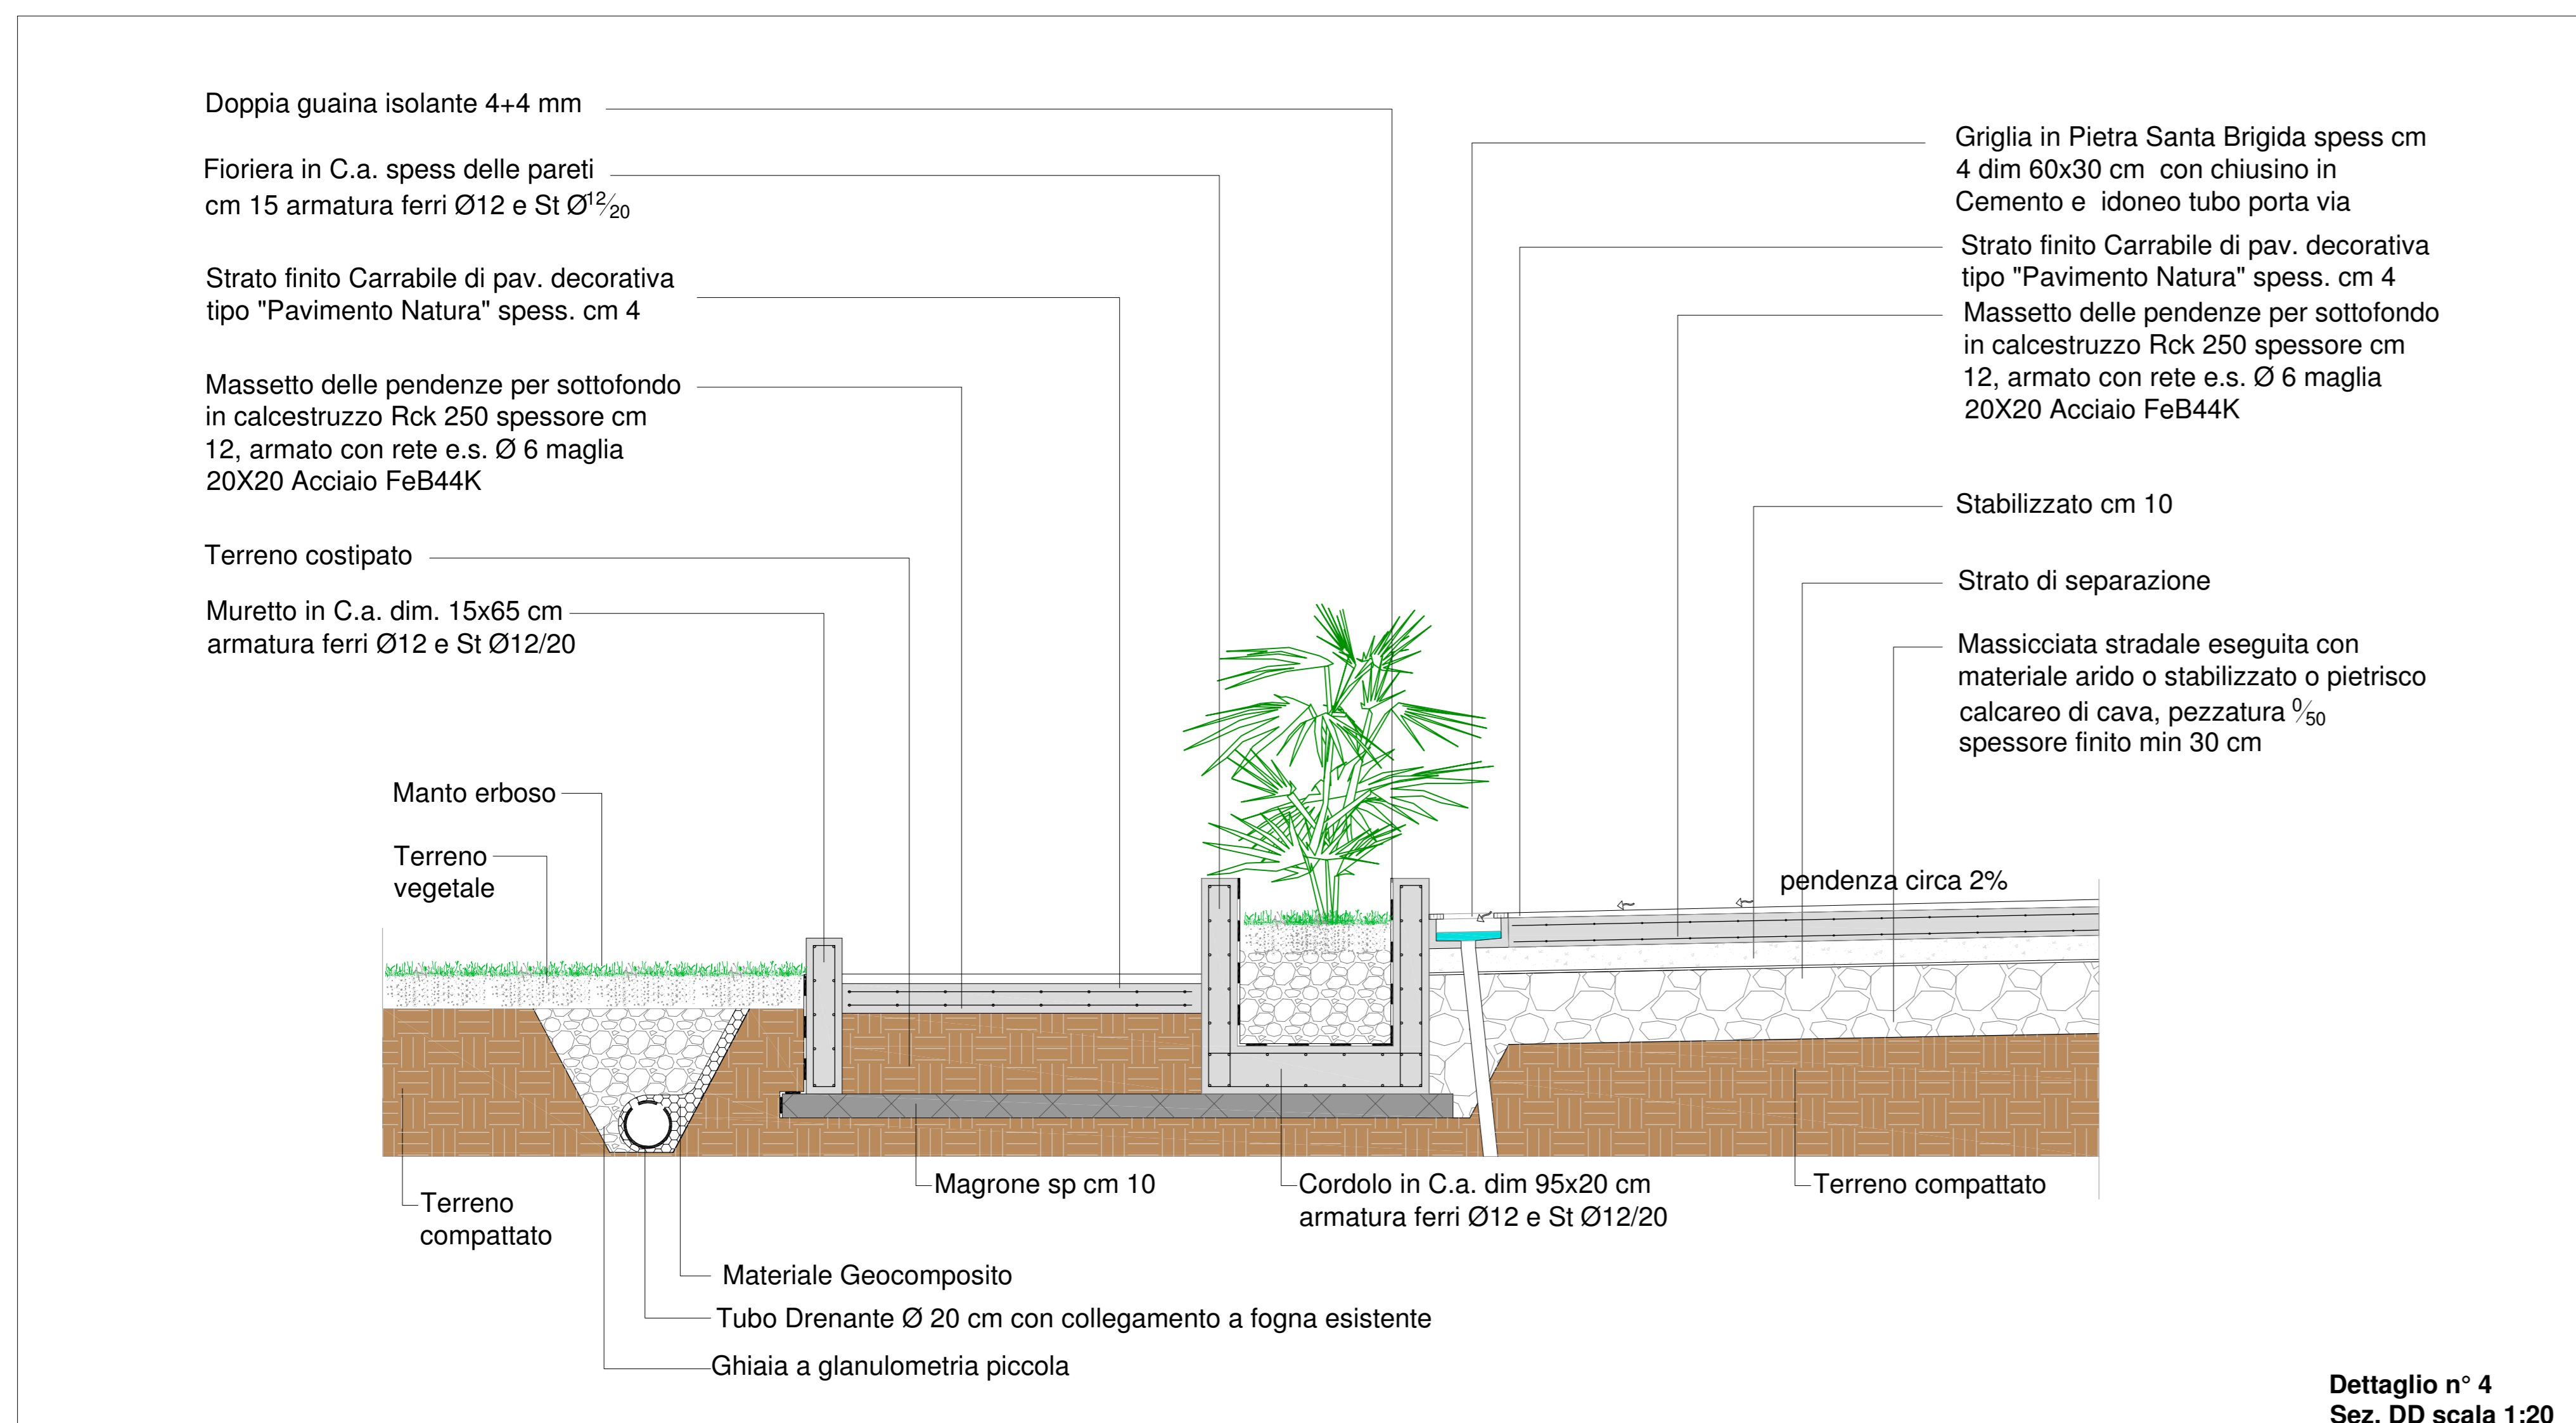 Doppia guaina isolante 4+4 mm
Fioriera in C.a. spess delle pareti
cm 15 armatura ferri Ø12 e St Ø12⁄20
Strato finito Carrabile di pav. decorativa
tipo "Pavimento Natura" spess. cm 4
Massetto delle pendenze per sottofondo
in calcestruzzo Rck 250 spessore cm
12, armato con rete e.s. Ø 6 maglia
20X20 Acciaio FeB44K
Terreno costipato
Muretto in C.a. dim. 15x65 cm
armatura ferri Ø12 e St Ø12/20
Manto erboso
Terreno
vegetale
Griglia in Pietra Santa Brigida spess cm
4 dim 60x30 cm con chiusino in
Cemento e idoneo tubo porta via
Strato finito Carrabile di pav. decorativa
tipo "Pavimento Natura" spess. cm 4
Massetto delle pendenze per sottofondo
in calcestruzzo Rck 250 spessore cm
12, armato con rete e.s. Ø 6 maglia
20X20 Acciaio FeB44K
Stabilizzato cm 10
Strato di separazione
Massicciata stradale eseguita con
materiale arido o stabilizzato o pietrisco
calcareo di cava, pezzatura 0⁄50
spessore finito min 30 cm
pendenza circa 2%
Terreno
compattato
Magrone sp cm 10
Cordolo in C.a. dim 95x20 cm
armatura ferri Ø12 e St Ø12/20
Terreno compattato
Materiale Geocomposito
Tubo Drenante Ø 20 cm con collegamento a fogna esistente
Ghiaia a glanulometria piccola
Dettaglio n° 4
Sez. DD scala 1:20